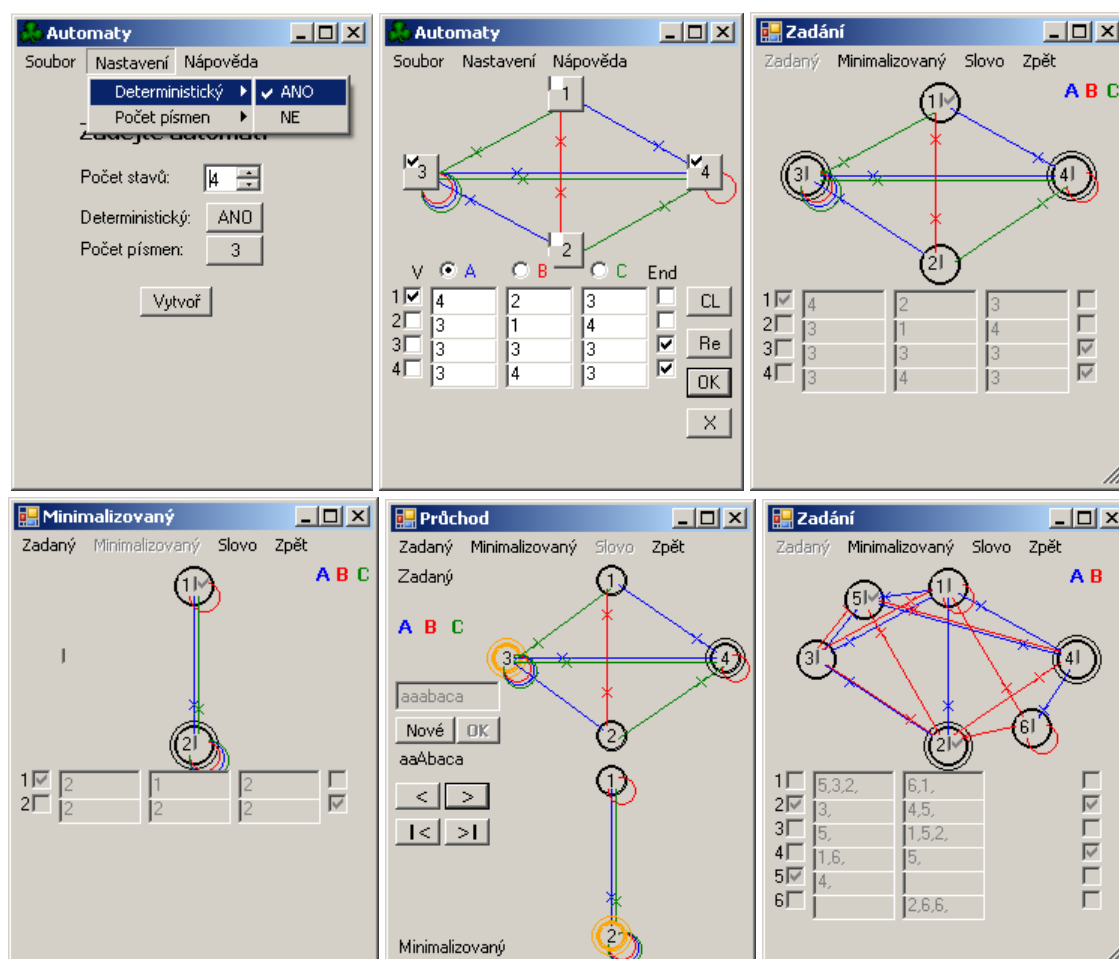 Automaty
Soubor Nastavení Nápověda
Deterministický ANO
Počet písmen NE
Zadejte automat:
Počet stavů: 4
Deterministický: ANO
Počet písmen: 3
Vytvoř
Automaty
Soubor Nastavení Nápověda
1
3 4
2
V A B C End
1 4 2 3 CL
2 3 1 4
3 3 3 3 Re
4 3 4 3 OK
X
Zadání
Zadaný Minimalizovaný Slovo Zpět
A B C
1
3 4
2
1 4 2 3
2 3 1 4
3 3 3 3
4 3 4 3
Minimalizovaný
Zadaný Minimalizovaný Slovo Zpět
A B C
1
2
1 2 1 2
2 2 2 2
Průchod
Zadaný Minimalizovaný Slovo Zpět
Zadaný
1
A B C
3 4
aaabaca
Nové OK
2
aaAbaca
1
< >
I< >I
2
Minimalizovaný
Zadání
Zadaný Minimalizovaný Slovo Zpět
A B
5 1
3 4
6
2
1 5,3,2, 6,1,
2 3, 4,5,
3 5, 1,5,2,
4 1,6, 5,
5 4,
6 2,6,6,